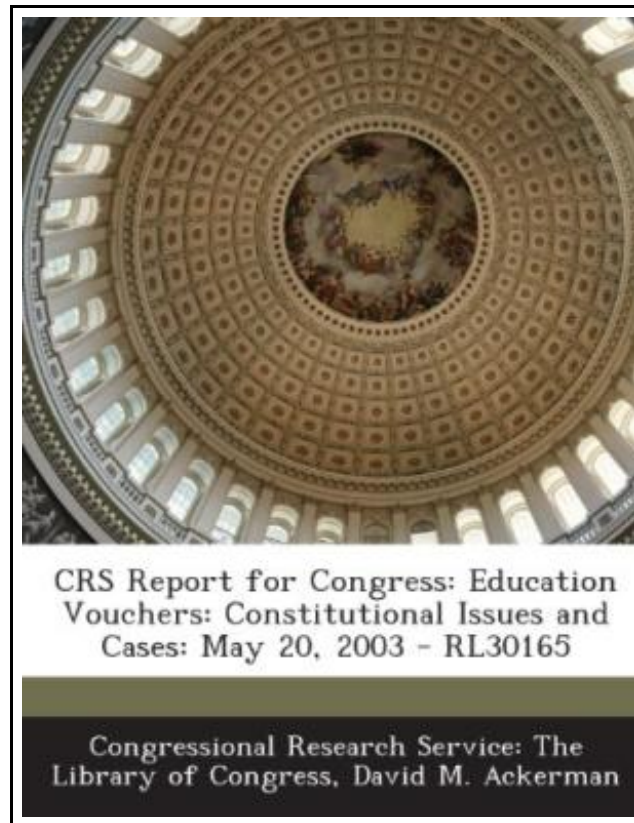 CRS Report for Congress: Education
Vouchers: Constitutional Issues and
Cases: May 20, 2003 - RL30165
Congressional Research Service: The
Library of Congress, David M. Ackerman